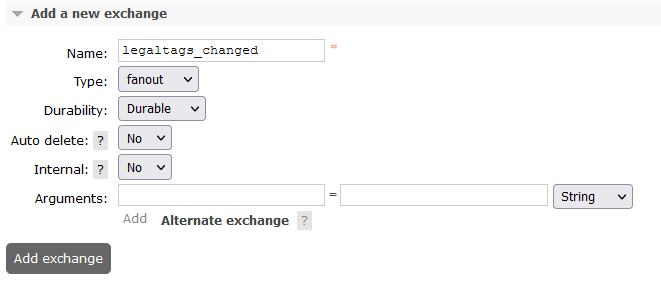 Add a new exchange
Name: legaltags_changed *
Type: fanout
Durability: Durable
Auto delete: ? No
Internal: ? No
Arguments: = String
Add Alternate exchange ?
Add exchange